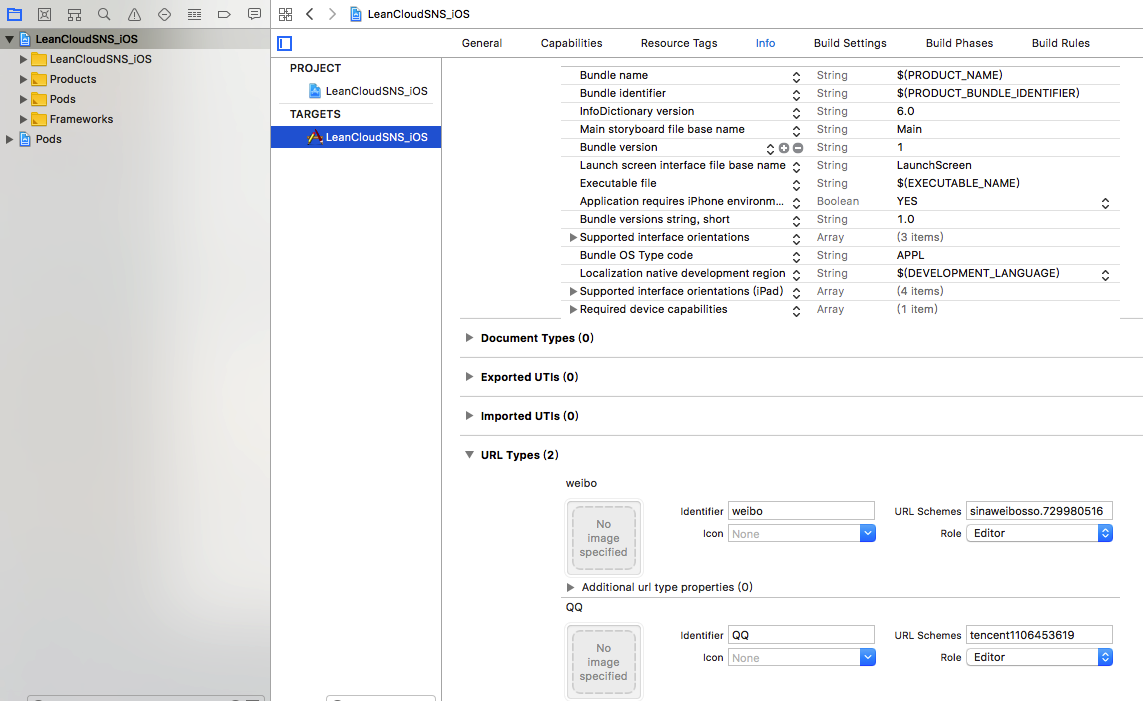 LeanCloudSNS_iOS
LeanCloudSNS_iOS
LeanCloudSNS_iOS
Products
Pods
Frameworks
Pods
General Capabilities Resource Tags Info Build Settings Build Phases Build Rules
PROJECT
LeanCloudSNS_iOS
TARGETS
LeanCloudSNS_iOS
Bundle name String $(PRODUCT_NAME)
Bundle identifier String $(PRODUCT_BUNDLE_IDENTIFIER)
InfoDictionary version String 6.0
Main storyboard file base name String Main
Bundle version String 1
Launch screen interface file base name String LaunchScreen
Executable file String $(EXECUTABLE_NAME)
Application requires iPhone environm... Boolean YES
Bundle versions string, short String 1.0
Supported interface orientations Array (3 items)
Bundle OS Type code String APPL
Localization native development region String $(DEVELOPMENT_LANGUAGE)
Supported interface orientations (iPad) Array (4 items)
Required device capabilities Array (1 item)
Document Types (0)
Exported UTIs (0)
Imported UTIs (0)
URL Types (2)
weibo
No
image
specified
Identifier weibo URL Schemes sinaweibosso.729980516
Icon None Role Editor
Additional url type properties (0)
QQ
No
image
specified
Identifier QQ URL Schemes tencent1106453619
Icon None Role Editor